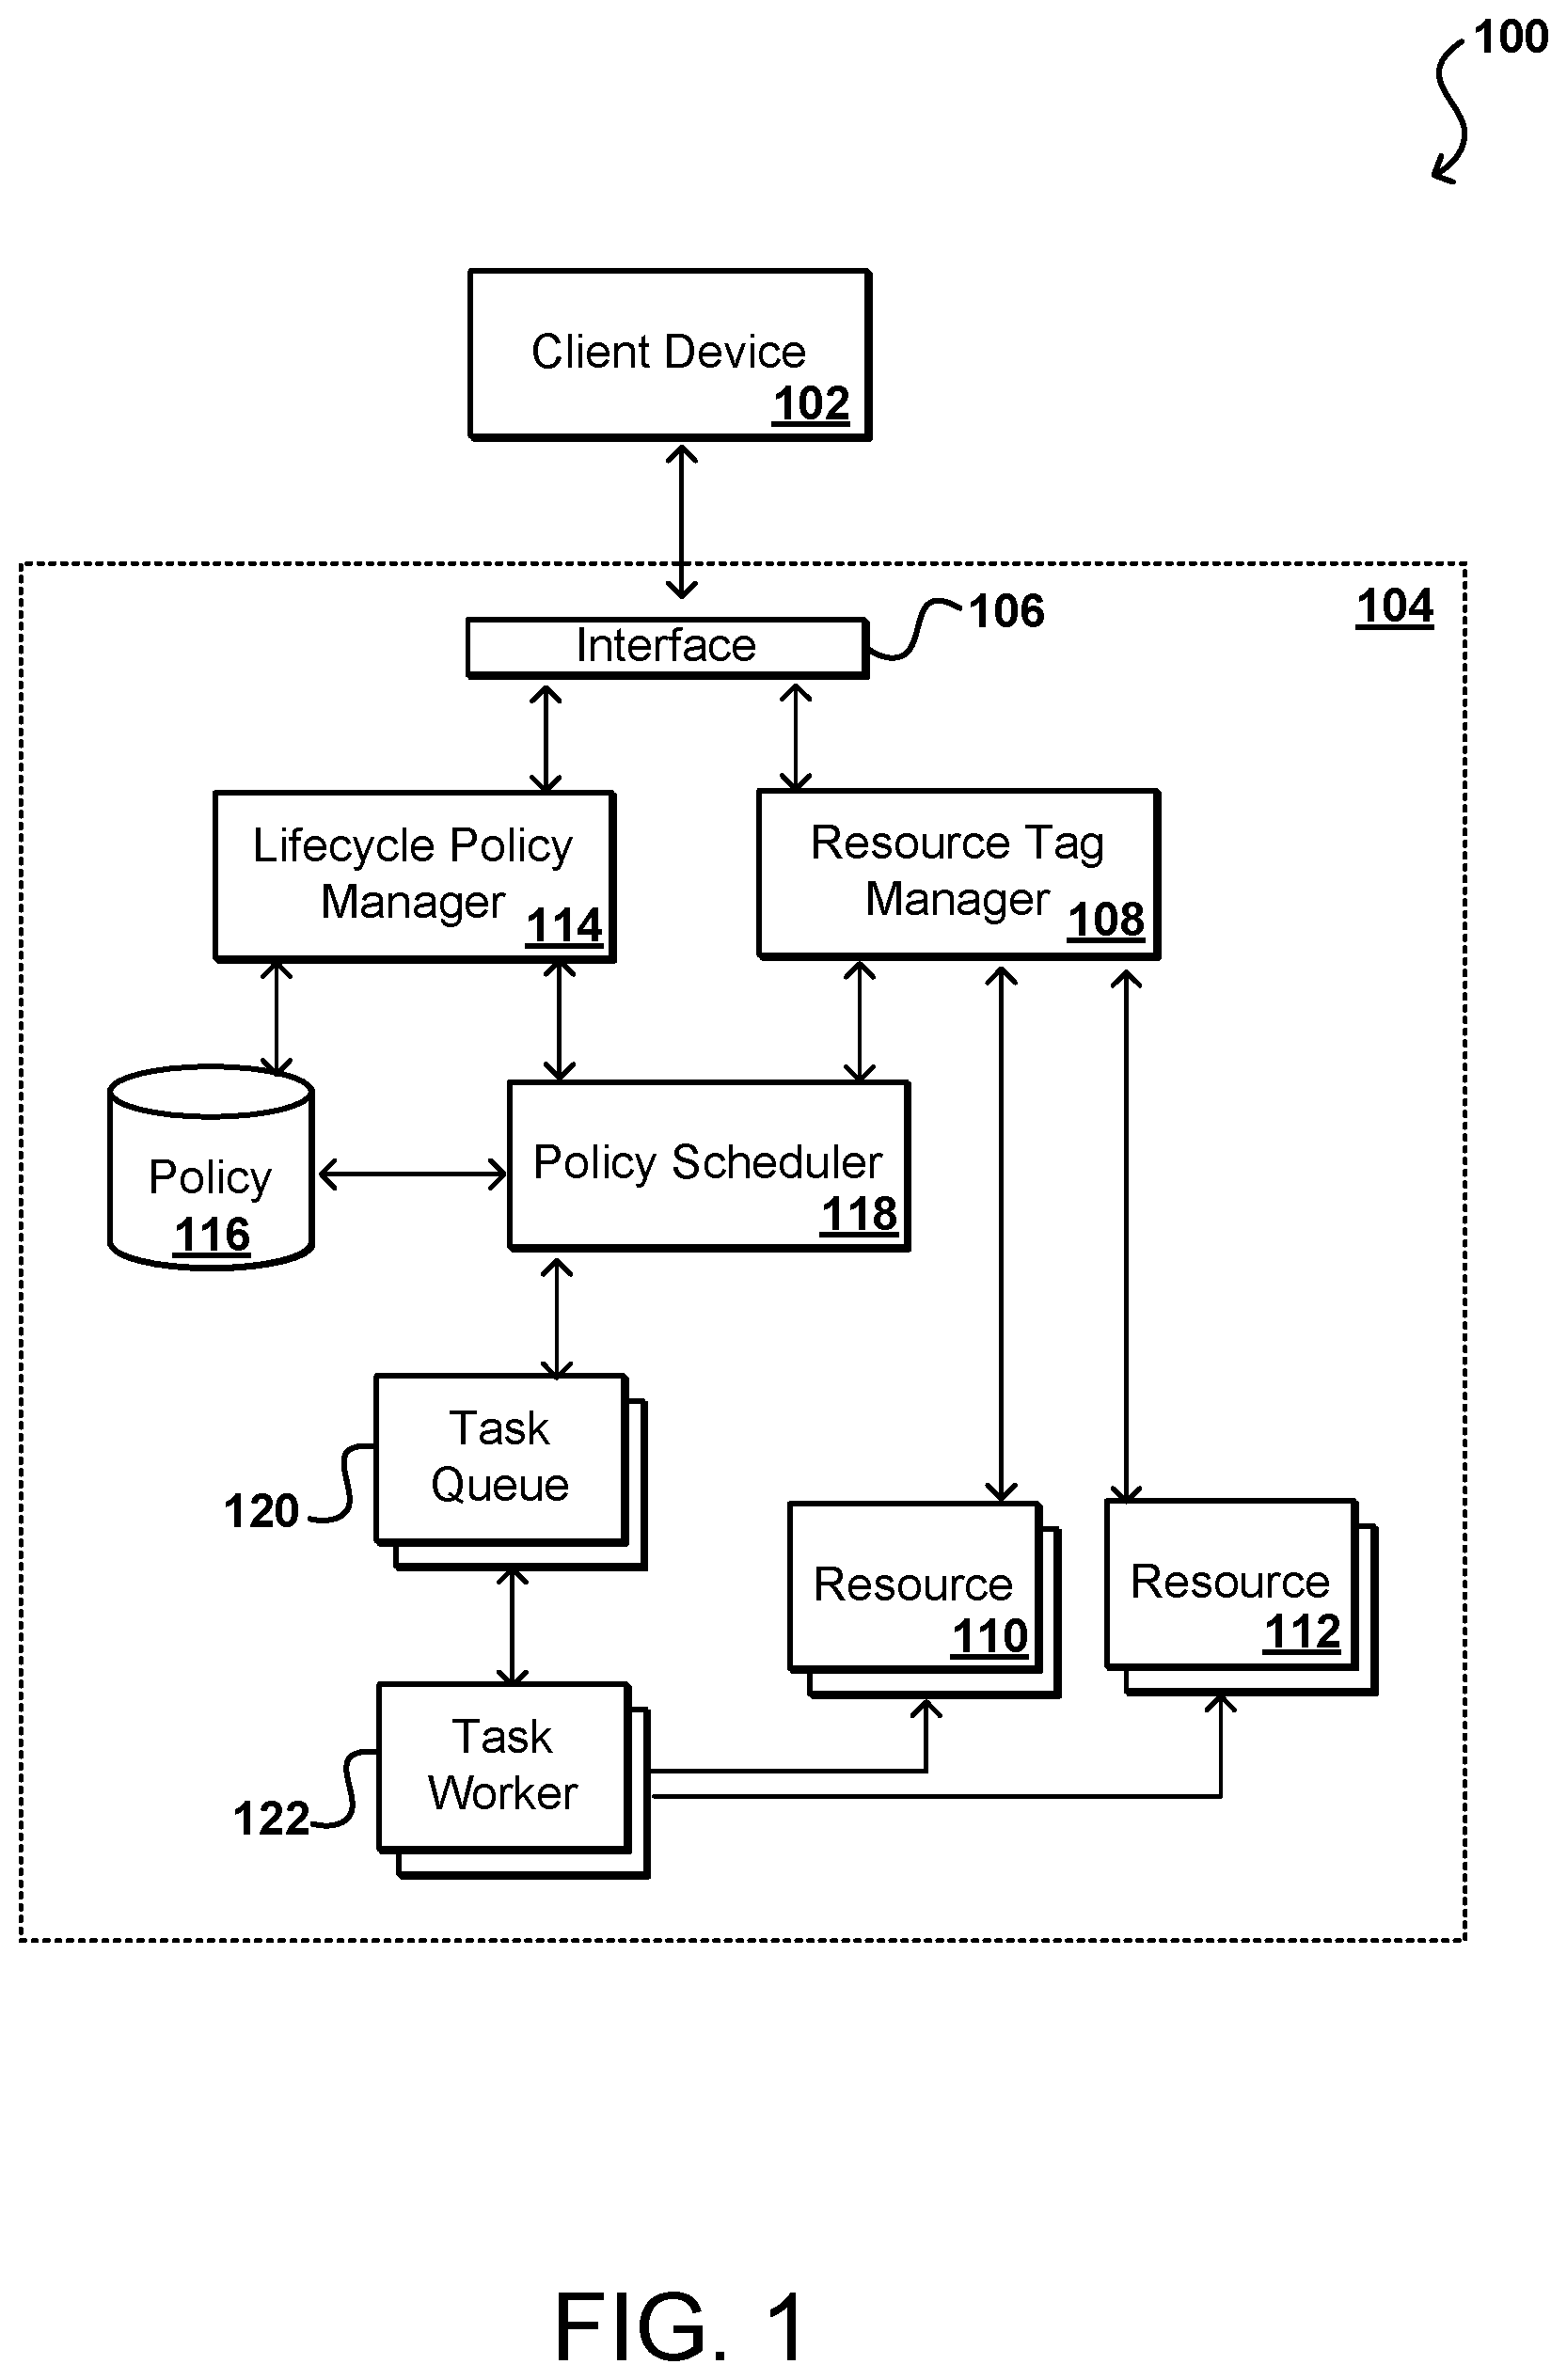 100
Client Device
102
104
106
Interface
Lifecycle Policy
Manager
114
Resource Tag
Manager
108
Policy
116
Policy Scheduler
118
Task
Queue
120
Resource
110
Resource
112
Task
Worker
122
FIG. 1